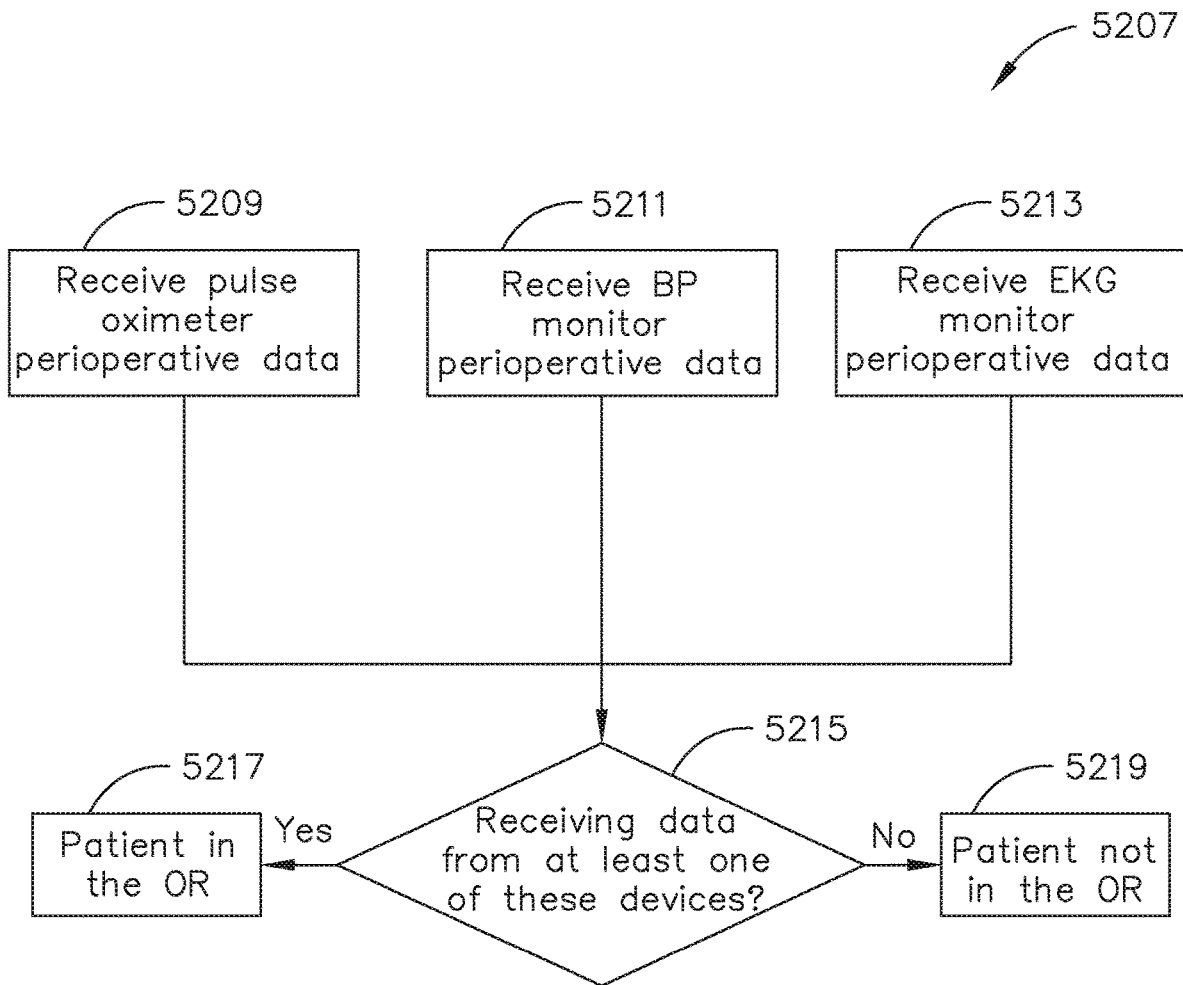 5207
5209
Receive pulse
oximeter
perioperative data
5211
Receive BP
monitor
perioperative data
5213
Receive EKG
monitor
perioperative data
5215
Receiving data
from at least one
of these devices?
Yes
5217
Patient in
the OR
No
5219
Patient not
in the OR